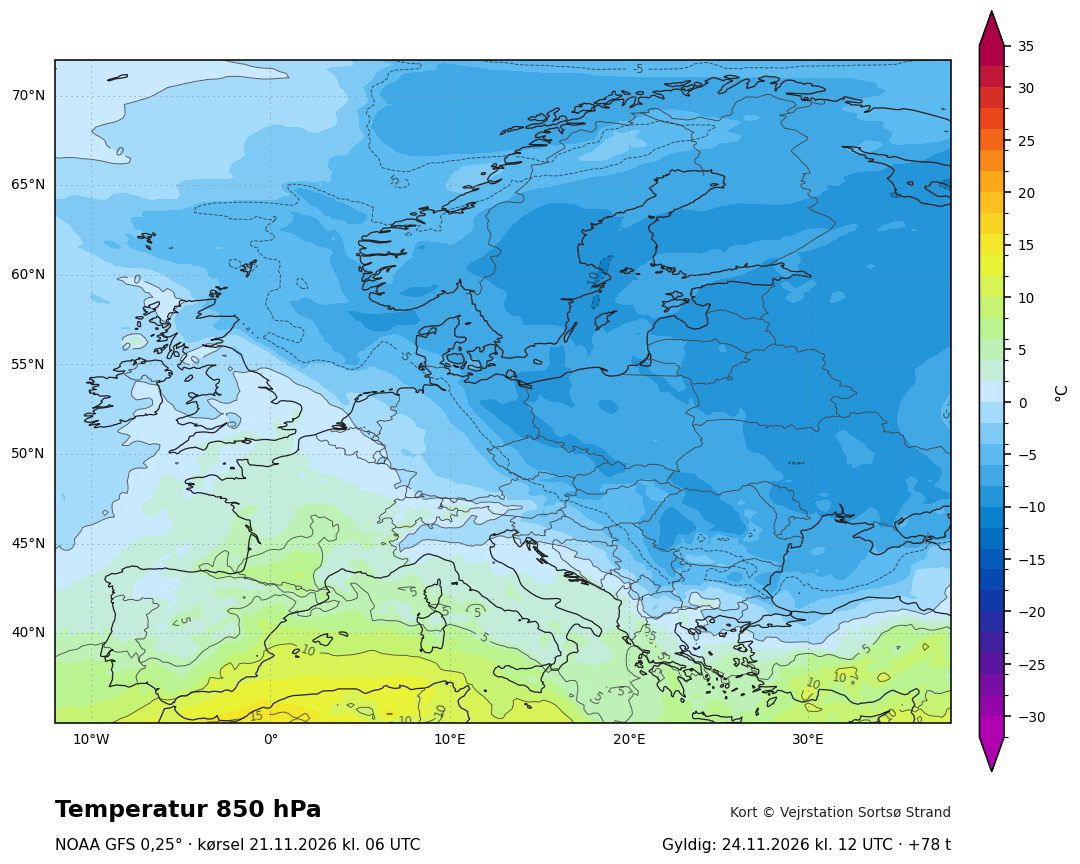 70°N
65°N
60°N
55°N
50°N
45°N
40°N
10°W 0° 10°E 20°E 30°E
35
30
25
20
15
10
5
0
−5
−10
−15
−20
−25
−30
°C
Temperatur 850 hPa
Kort © Vejrstation Sortsø Strand
NOAA GFS 0,25° · kørsel 21.11.2026 kl. 06 UTC
Gyldig: 24.11.2026 kl. 12 UTC · +78 t